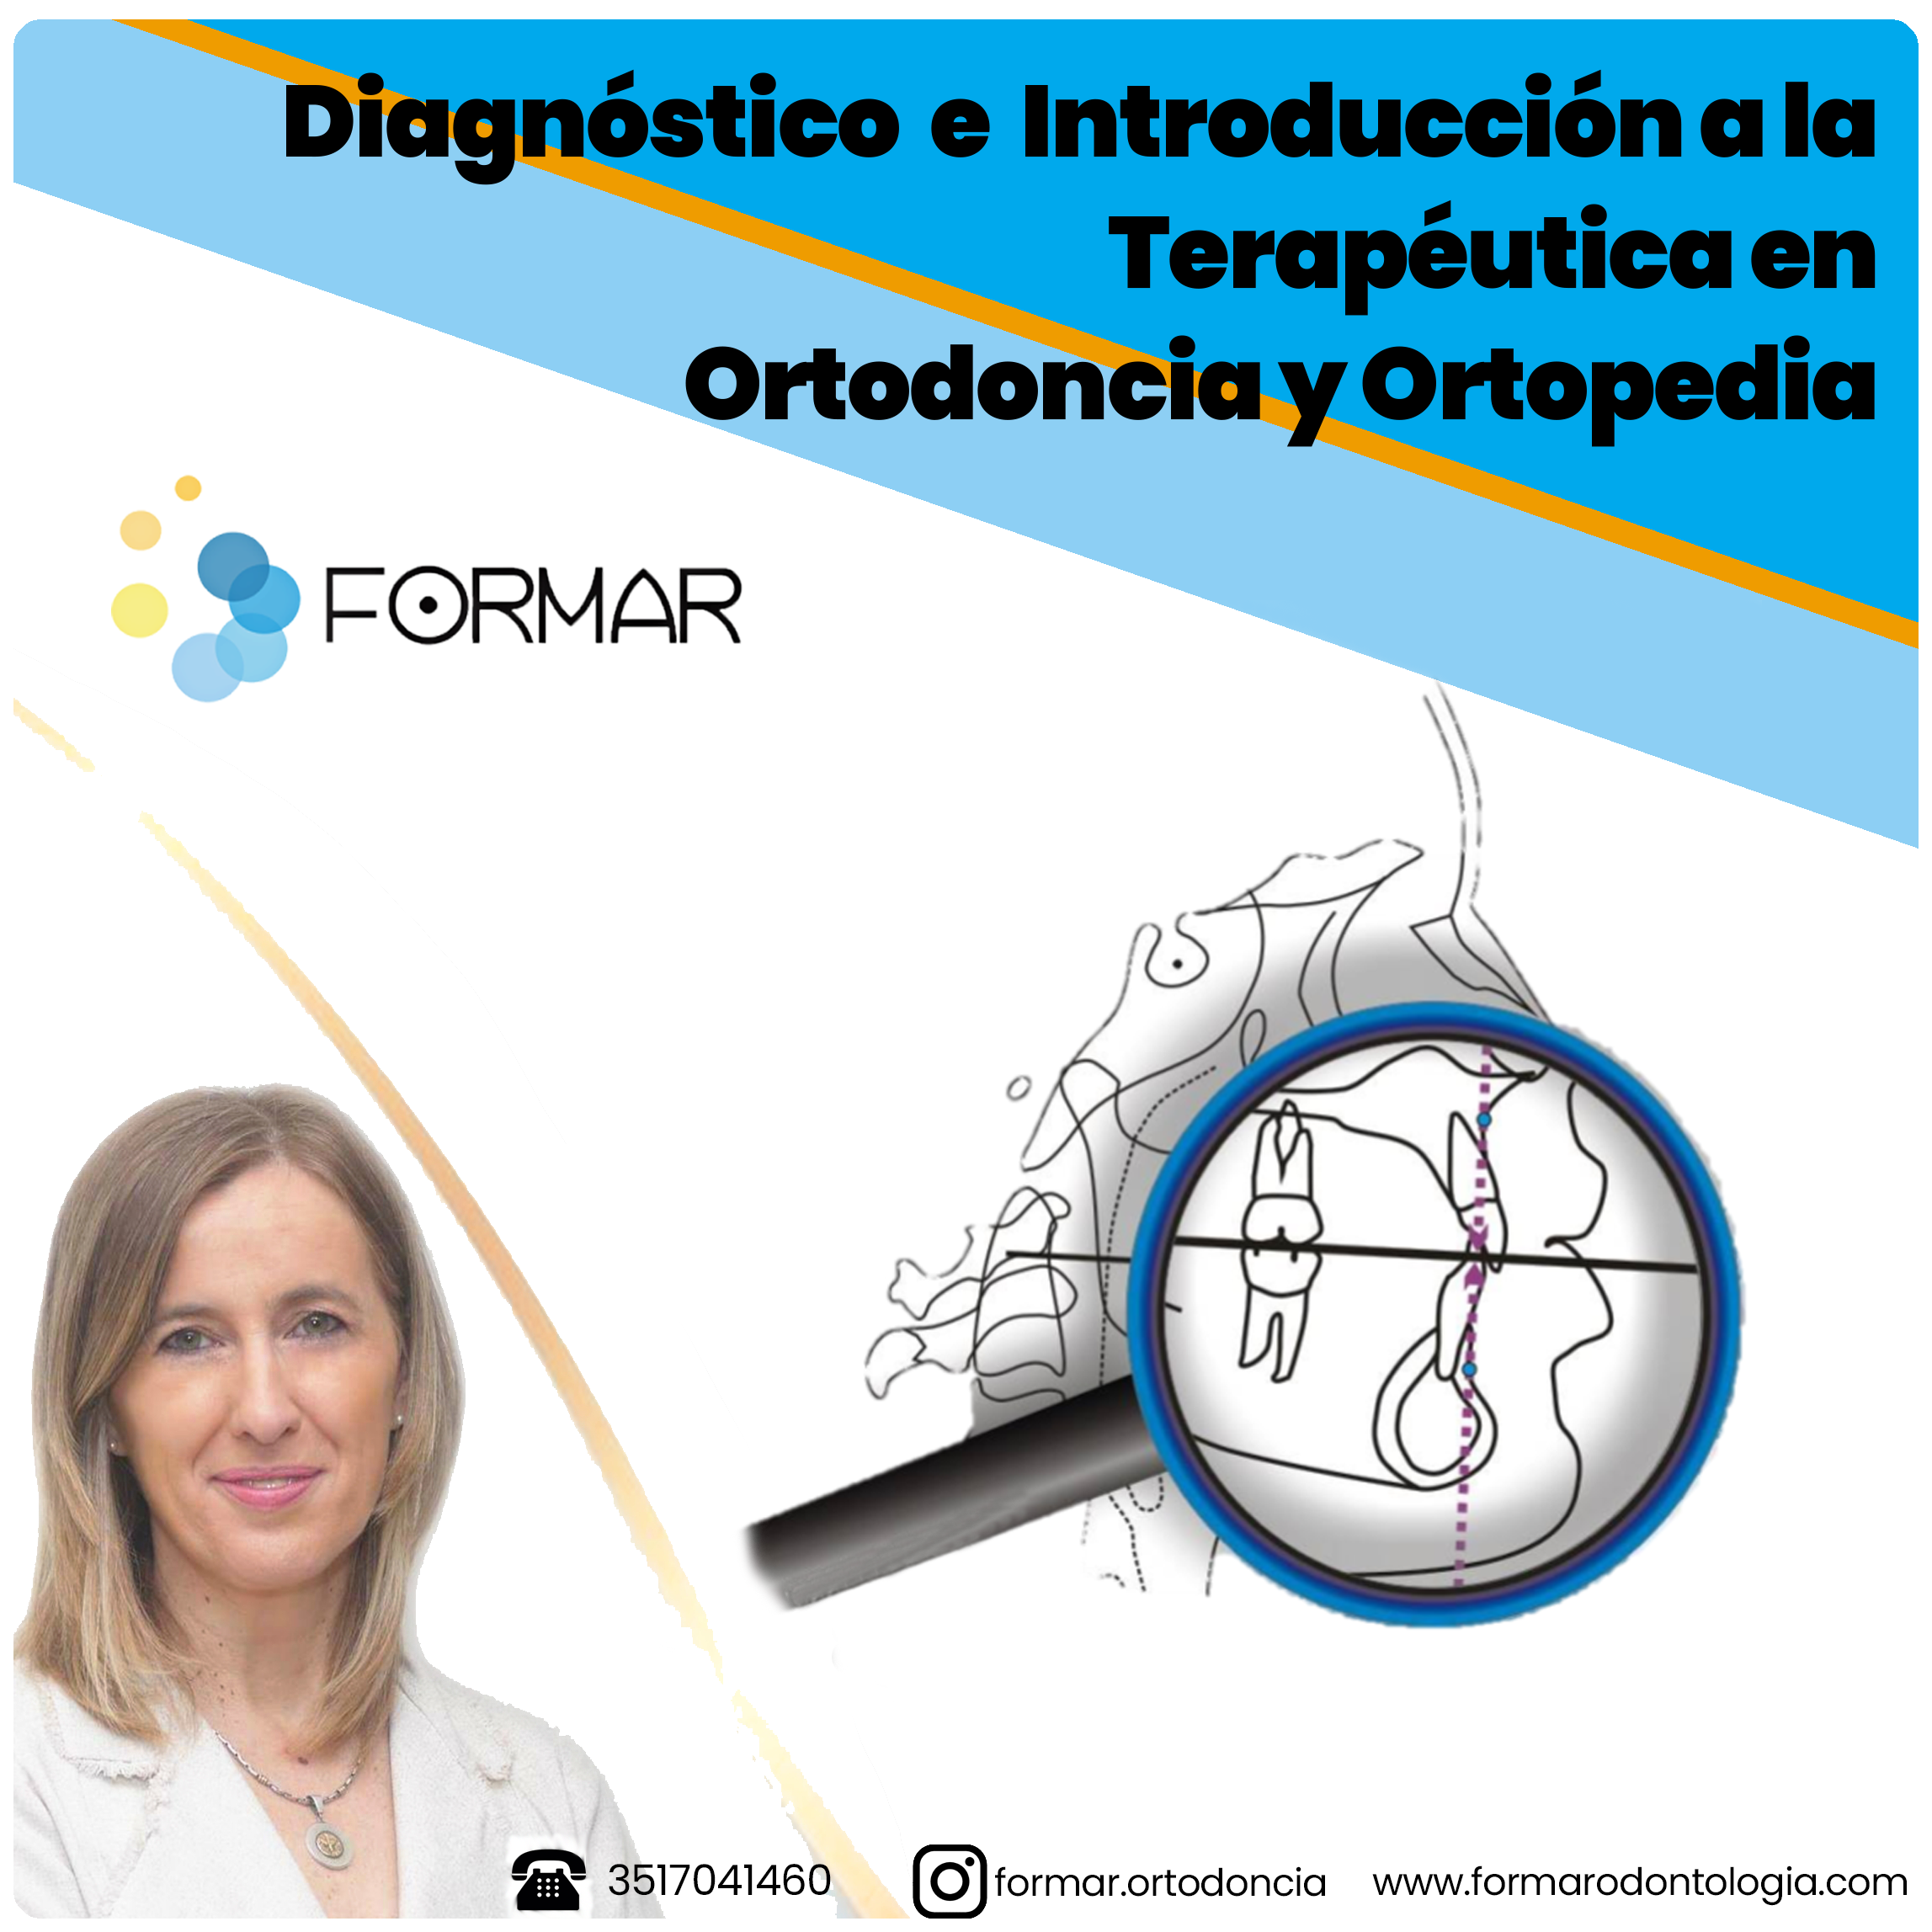 Diagnóstico e Introducción a la
Terapéutica en
Ortodoncia y Ortopedia
FORMAR
3517041460
formar.ortodoncia
www.formarodontologia.com